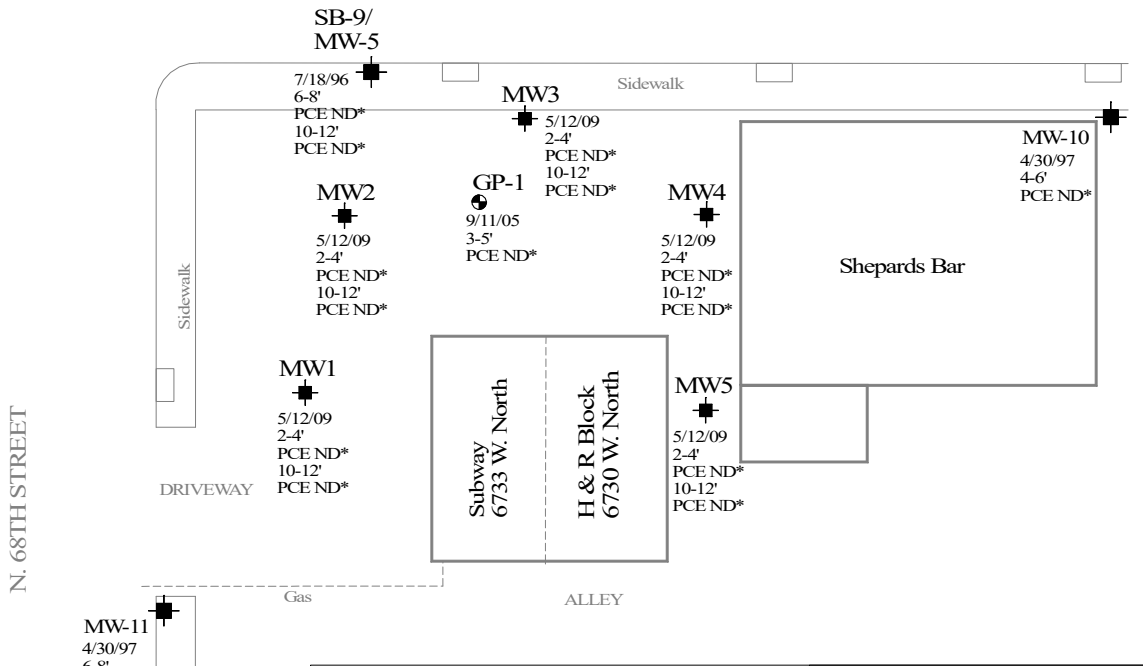 SB-9/
MW-5
7/18/96
6-8'
PCE ND*
10-12'
PCE ND*
Sidewalk
MW3
5/12/09
2-4'
PCE ND*
10-12'
PCE ND*
MW-10
4/30/97
4-6'
PCE ND*
GP-1
9/11/05
3-5'
PCE ND*
MW2
5/12/09
2-4'
PCE ND*
10-12'
PCE ND*
MW4
5/12/09
2-4'
PCE ND*
10-12'
PCE ND*
Shepards Bar
Sidewalk
MW1
5/12/09
2-4'
PCE ND*
10-12'
PCE ND*
Subway
6733 W. North
H & R Block
6730 W. North
MW5
5/12/09
2-4'
PCE ND*
10-12'
PCE ND*
DRIVEWAY
N. 68TH STREET
Gas
ALLEY
MW-11
4/30/97
6-8'